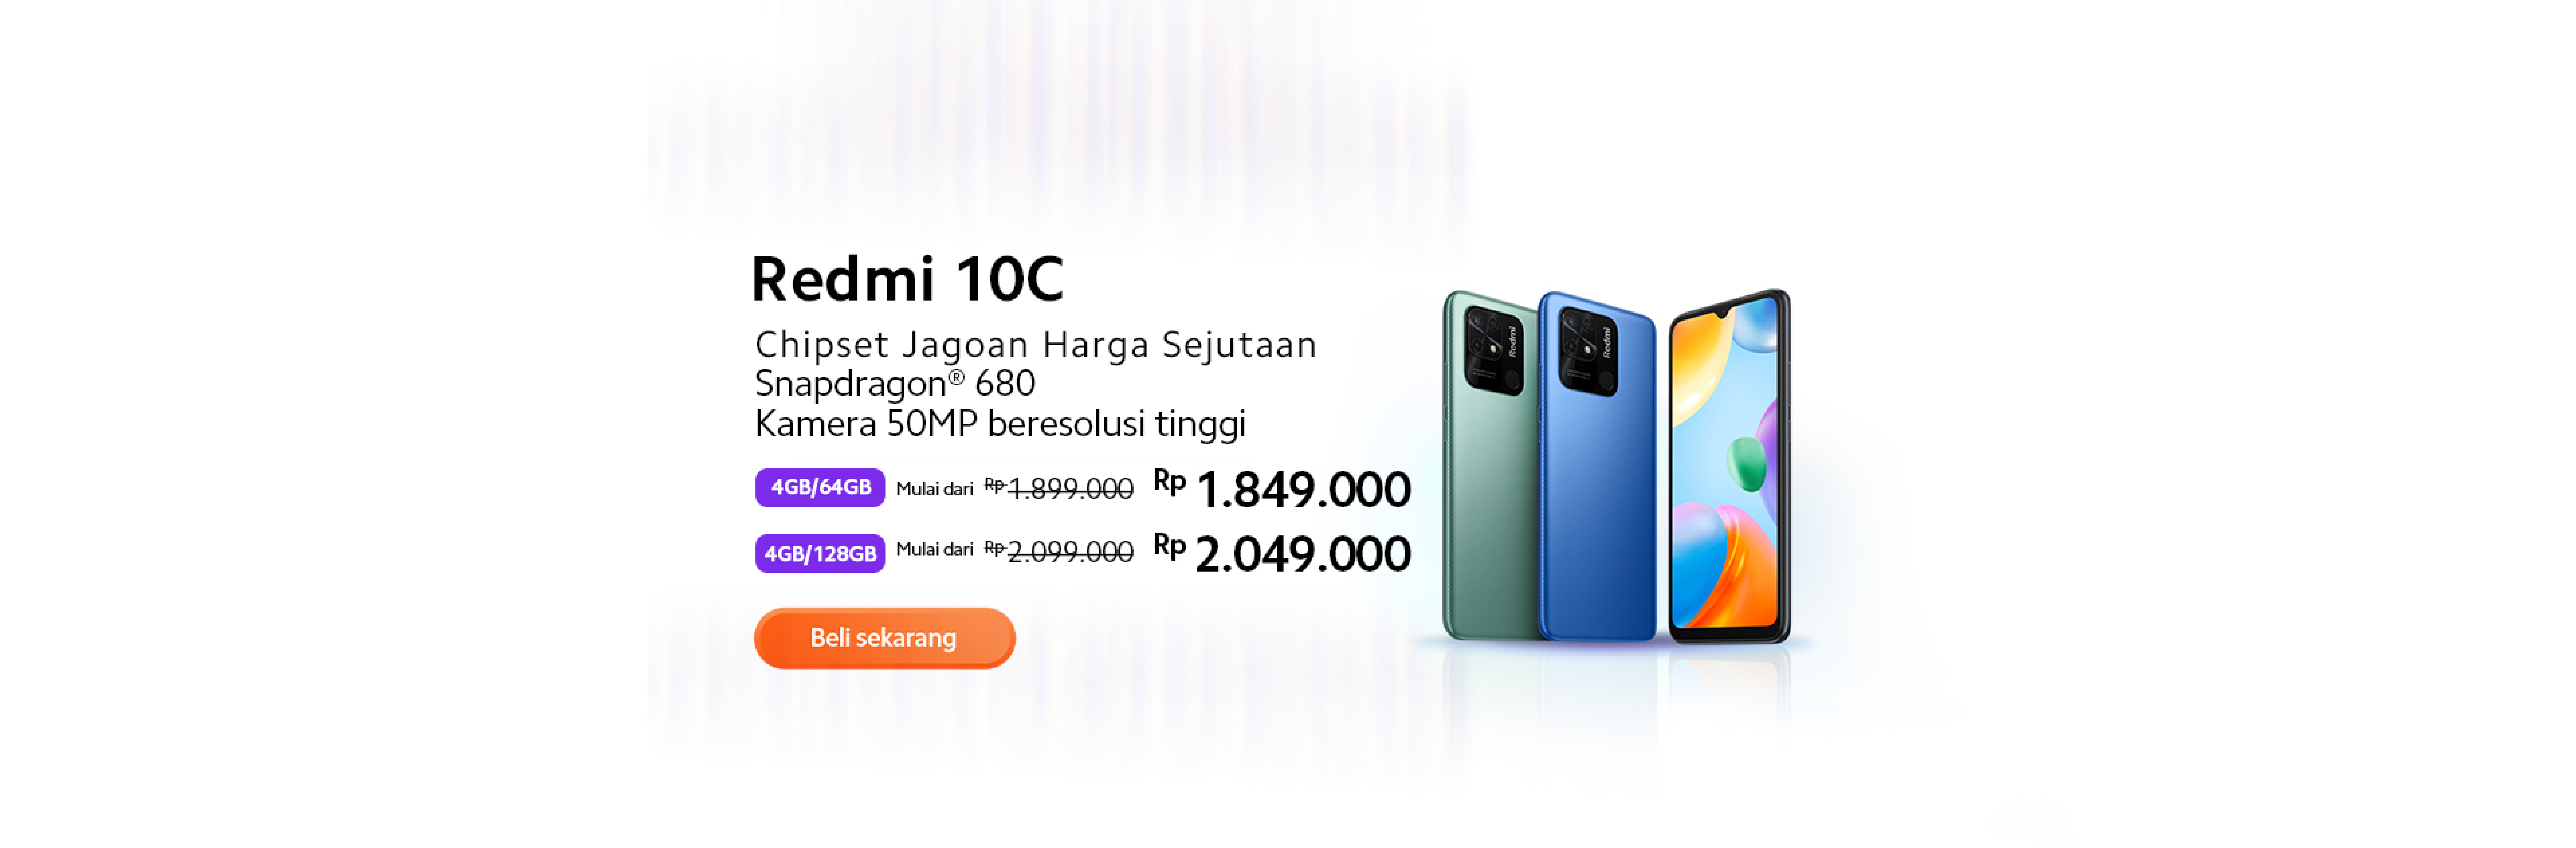 Redmi 10C
Chipset Jagoan Harga Sejutaan
Snapdragon® 680
Kamera 50MP beresolusi tinggi
4GB/64GB Mulai dari Rp 1.899.000 Rp 1.849.000
4GB/128GB Mulai dari Rp 2.099.000 Rp 2.049.000
Beli sekarang
Redmi
Redmi